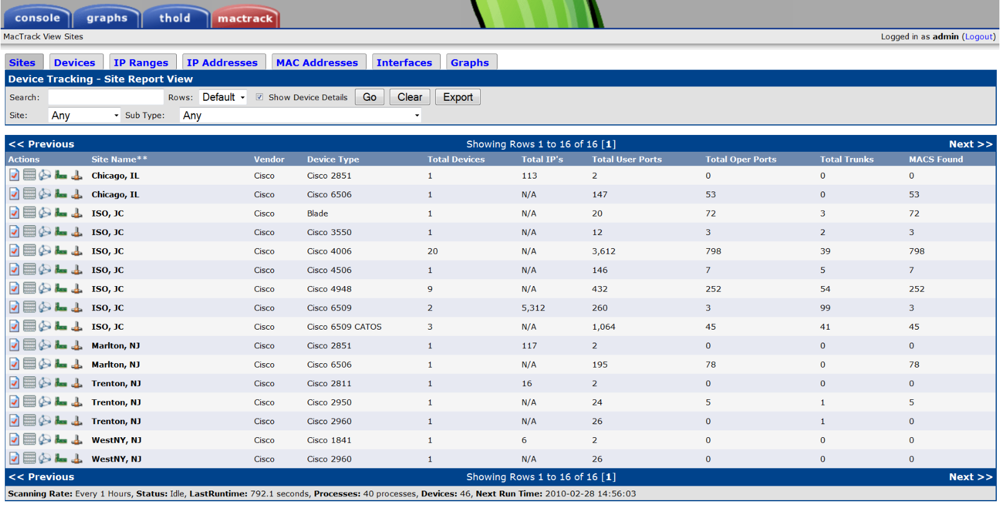 console graphs thold mactrack
MacTrack View Sites Logged in as admin (Logout)
Sites Devices IP Ranges IP Addresses MAC Addresses Interfaces Graphs
Device Tracking - Site Report View
Search: Rows: Default Show Device Details Go Clear Export
Site: Any Sub Type: Any
<< Previous Showing Rows 1 to 16 of 16 [1] Next >>
Actions Site Name** Vendor Device Type Total Devices Total IP's Total User Ports Total Oper Ports Total Trunks MACS Found
Chicago, IL Cisco Cisco 2851 1 113 2 0 0 0
Chicago, IL Cisco Cisco 6506 1 N/A 147 53 0 53
ISO, JC Cisco Blade 1 N/A 20 72 3 72
ISO, JC Cisco Cisco 3550 1 N/A 12 3 2 3
ISO, JC Cisco Cisco 4006 20 N/A 3,612 798 39 798
ISO, JC Cisco Cisco 4506 1 N/A 146 7 5 7
ISO, JC Cisco Cisco 4948 9 N/A 432 252 54 252
ISO, JC Cisco Cisco 6509 2 5,312 260 3 99 3
ISO, JC Cisco Cisco 6509 CATOS 3 N/A 1,064 45 41 45
Marlton, NJ Cisco Cisco 2851 1 117 2 0 0 0
Marlton, NJ Cisco Cisco 6506 1 N/A 195 78 0 78
Trenton, NJ Cisco Cisco 2811 1 16 2 0 0 0
Trenton, NJ Cisco Cisco 2950 1 N/A 24 5 1 5
Trenton, NJ Cisco Cisco 2960 1 N/A 26 0 1 0
WestNY, NJ Cisco Cisco 1841 1 6 2 0 0 0
WestNY, NJ Cisco Cisco 2960 1 N/A 26 0 0 0
<< Previous Showing Rows 1 to 16 of 16 [1] Next >>
Scanning Rate: Every 1 Hours, Status: Idle, LastRuntime: 792.1 seconds, Processes: 40 processes, Devices: 46, Next Run Time: 2010-02-28 14:56:03